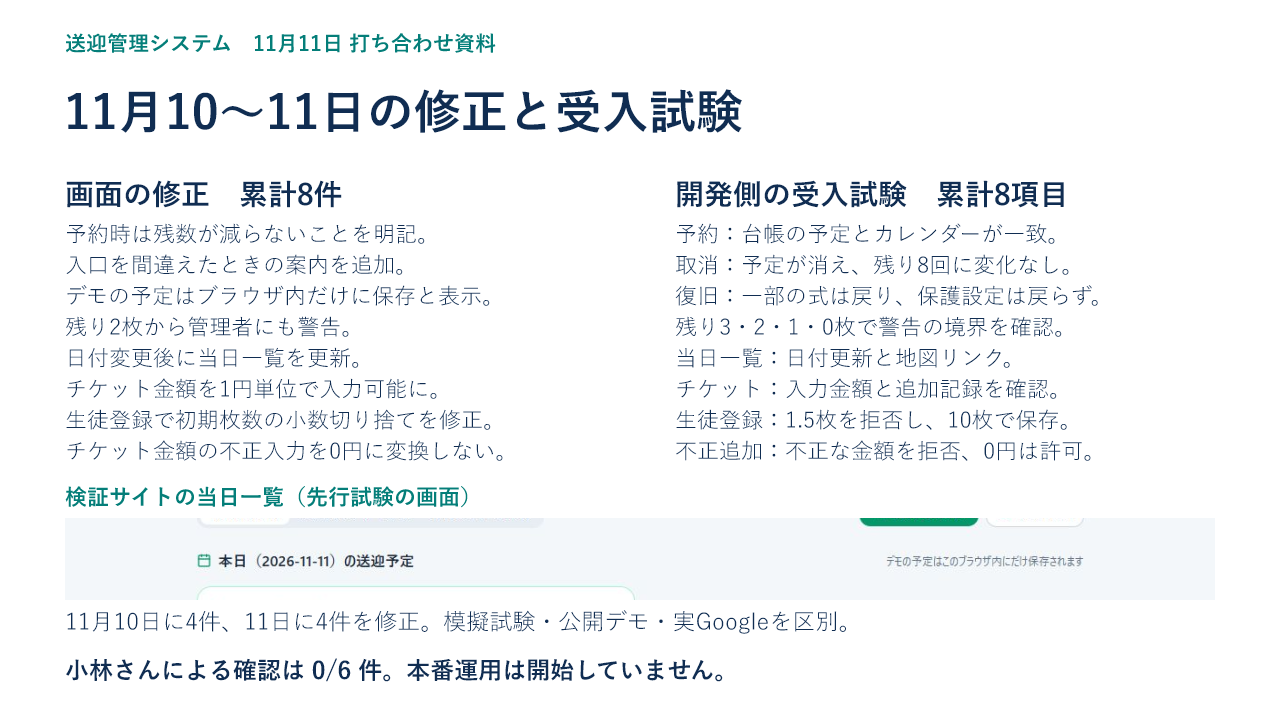 送迎管理システム　11月11日 打ち合わせ資料
11月10～11日の修正と受入試験
画面の修正　累計8件
予約時は残数が減らないことを明記。
入口を間違えたときの案内を追加。
デモの予定はブラウザ内だけに保存と表示。
残り2枚から管理者にも警告。
日付変更後に当日一覧を更新。
チケット金額を1円単位で入力可能に。
生徒登録で初期枚数の小数切り捨てを修正。
チケット金額の不正入力を0円に変換しない。
開発側の受入試験　累計8項目
予約：台帳の予定とカレンダーが一致。
取消：予定が消え、残り8回に変化なし。
復旧：一部の式は戻り、保護設定は戻らず。
残り3・2・1・0枚で警告の境界を確認。
当日一覧：日付更新と地図リンク。
チケット：入力金額と追加記録を確認。
生徒登録：1.5枚を拒否し、10枚で保存。
不正追加：不正な金額を拒否、0円は許可。
検証サイトの当日一覧（先行試験の画面）
本日（2026-11-11）の送迎予定
デモの予定はこのブラウザ内にだけ保存されます
11月10日に4件、11日に4件を修正。模擬試験・公開デモ・実Googleを区別。
小林さんによる確認は 0/6 件。本番運用は開始していません。